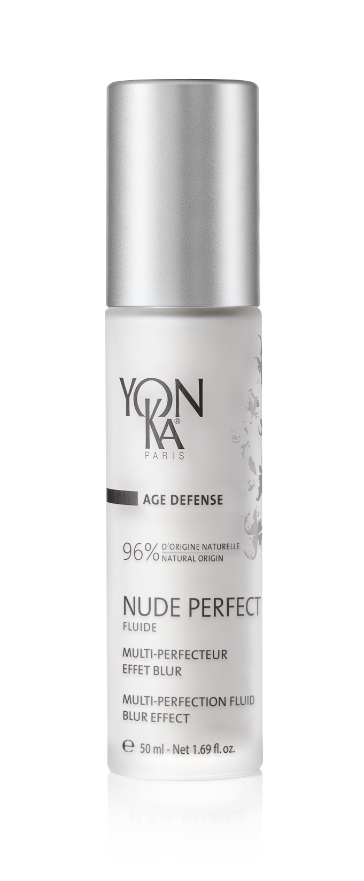 YON
KA®
PARIS
AGE DEFENSE
96% D'ORIGINE NATURELLE
NATURAL ORIGIN
NUDE PERFECT
FLUIDE
MULTI-PERFECTEUR
EFFET BLUR
MULTI-PERFECTION FLUID
BLUR EFFECT
℮ 50 ml - Net 1.69 fl.oz.